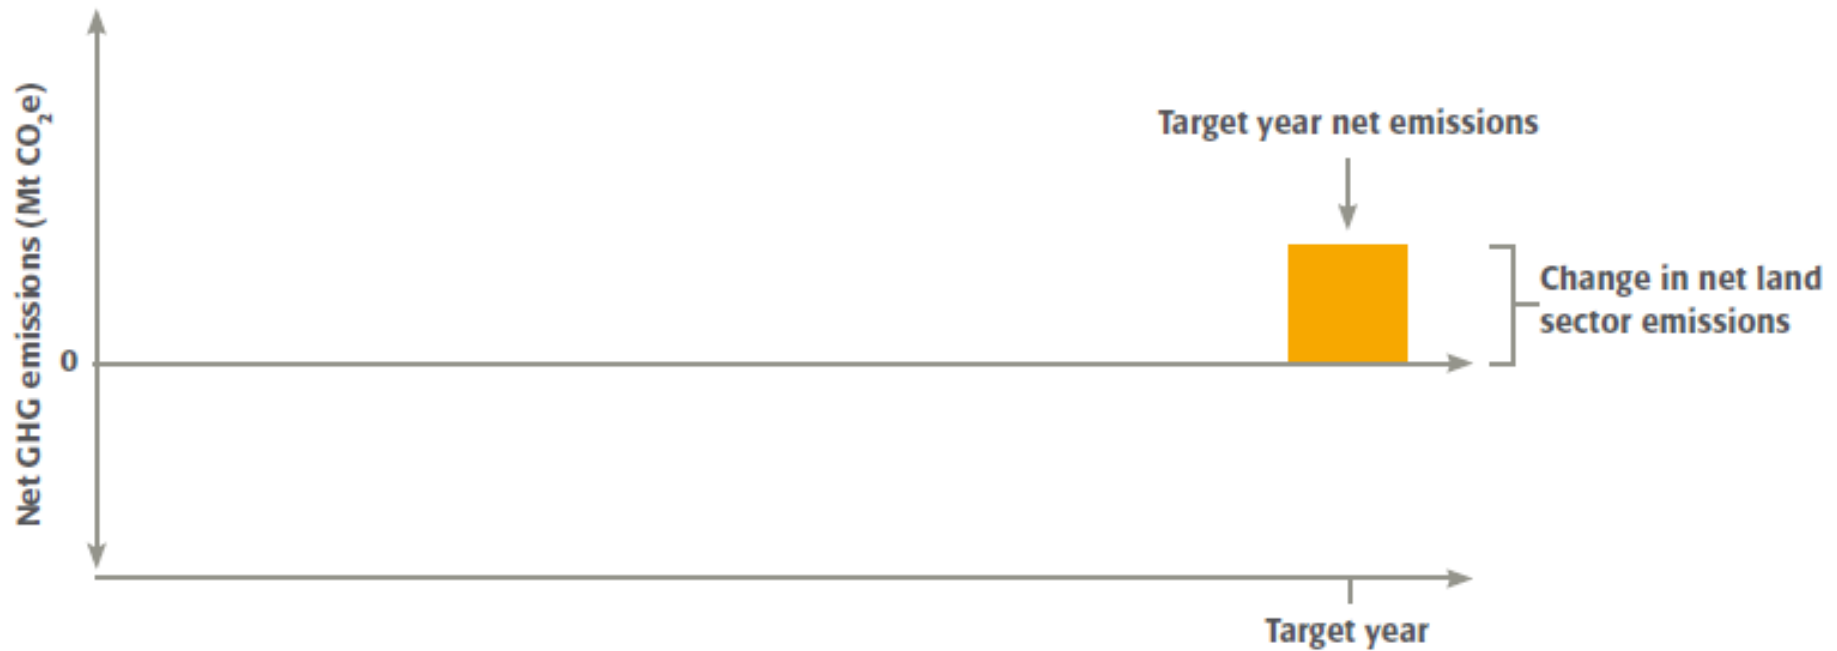 Net GHG emissions (Mt CO₂e)
Target year net emissions
Change in net land
sector emissions
0
Target year